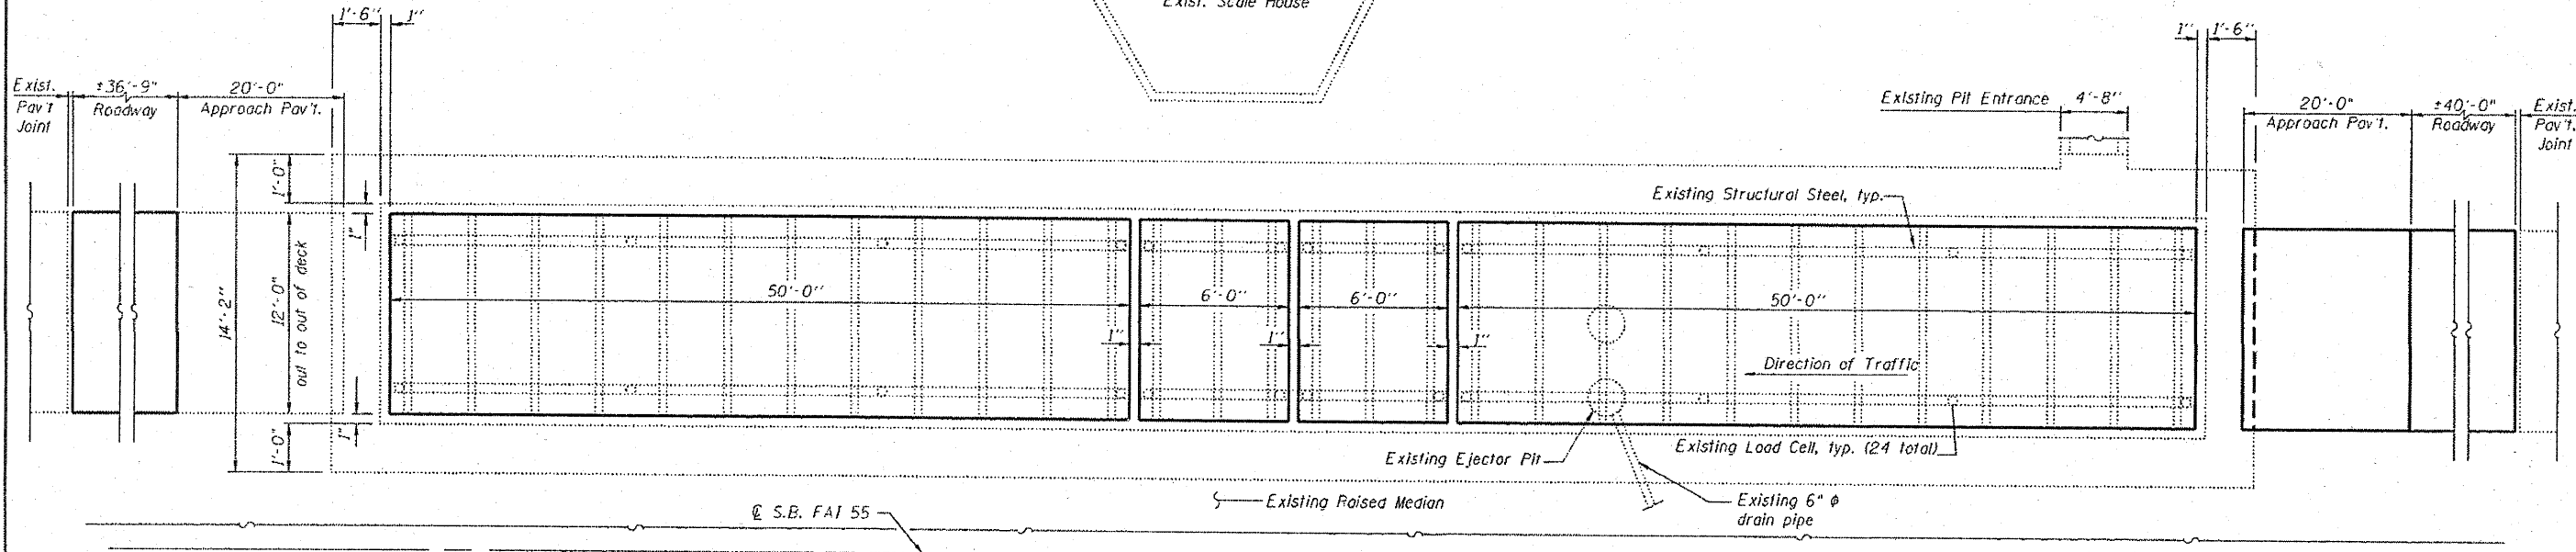 Exist. Scale House
1'-6"
1"
1"
1'-6"
Exist.
Pav't
Joint
±36'-9"
Roadway
20'-0"
Approach Pav't.
Existing Pit Entrance
4'-8"
20'-0"
Approach Pav't.
±40'-0"
Roadway
Exist.
Pav't.
Joint
1'-0"
1"
Existing Structural Steel, typ.
14'-2"
12'-0"
out to out of deck
50'-0"
6'-0"
6'-0"
50'-0"
1"
1"
1"
Direction of Traffic
1'-0"
1"
Existing Ejector Pit
Existing Load Cell, typ. (24 total)
Existing Raised Median
Existing 6" φ
drain pipe
℄ S.B. FAI 55